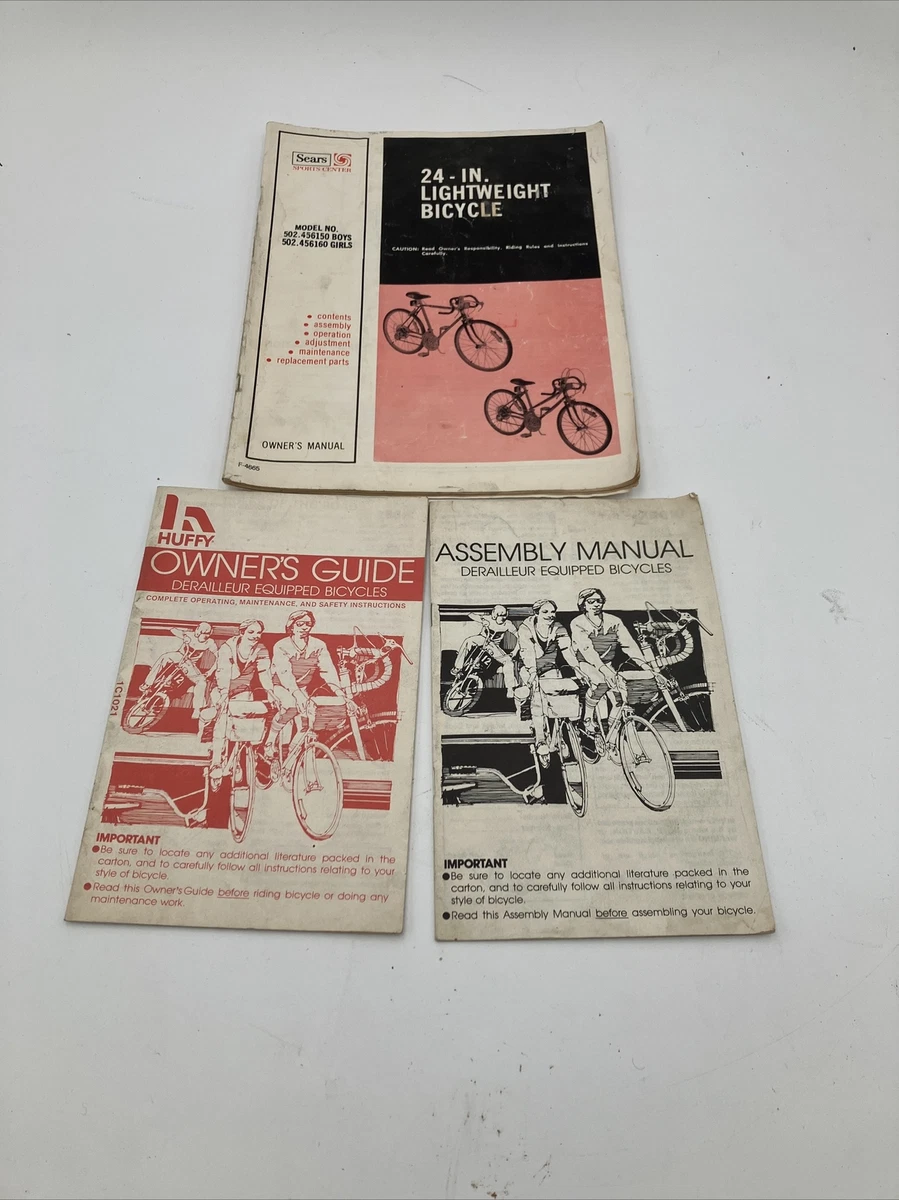 Sears
SPORTS CENTER
MODEL NO.
502.456150 BOYS
502.456160 GIRLS
• contents
• assembly
• operation
• adjustment
• maintenance
• replacement parts
OWNER'S MANUAL
F-4665
24-IN.
LIGHTWEIGHT
BICYCLE
CAUTION: Read Owner's Responsibility, Riding Rules and Instructions
Carefully.
HUFFY
OWNER'S GUIDE
DERAILLEUR EQUIPPED BICYCLES
COMPLETE OPERATING, MAINTENANCE, AND SAFETY INSTRUCTIONS
12
1C1021
IMPORTANT
●Be sure to locate any additional literature packed in the
carton, and to carefully follow all instructions relating to your
style of bicycle.
●Read this Owner's Guide before riding bicycle or doing any
maintenance work.
ASSEMBLY MANUAL
DERAILLEUR EQUIPPED BICYCLES
12
IMPORTANT
●Be sure to locate any additional literature packed in the
carton, and to carefully follow all instructions relating to your
style of bicycle.
●Read this Assembly Manual before assembling your bicycle.